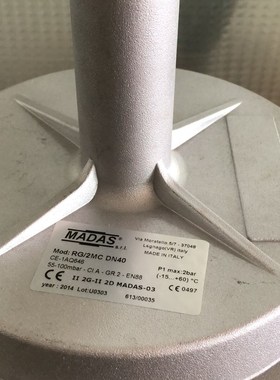 MADAS® s.r.l.
Via Moratello 5/7 - 37045
Legnago(VR) Italy
MADE IN ITALY
Mod: RG/2MC DN40
CE-1AQ646
55-100mbar - Cl.A - GR.2 - EN88
P1 max:2bar
(-15...+60) °C
CE 0497
II 2G-II 2D MADAS-03
year: 2014 Lot:U0303 813/00035